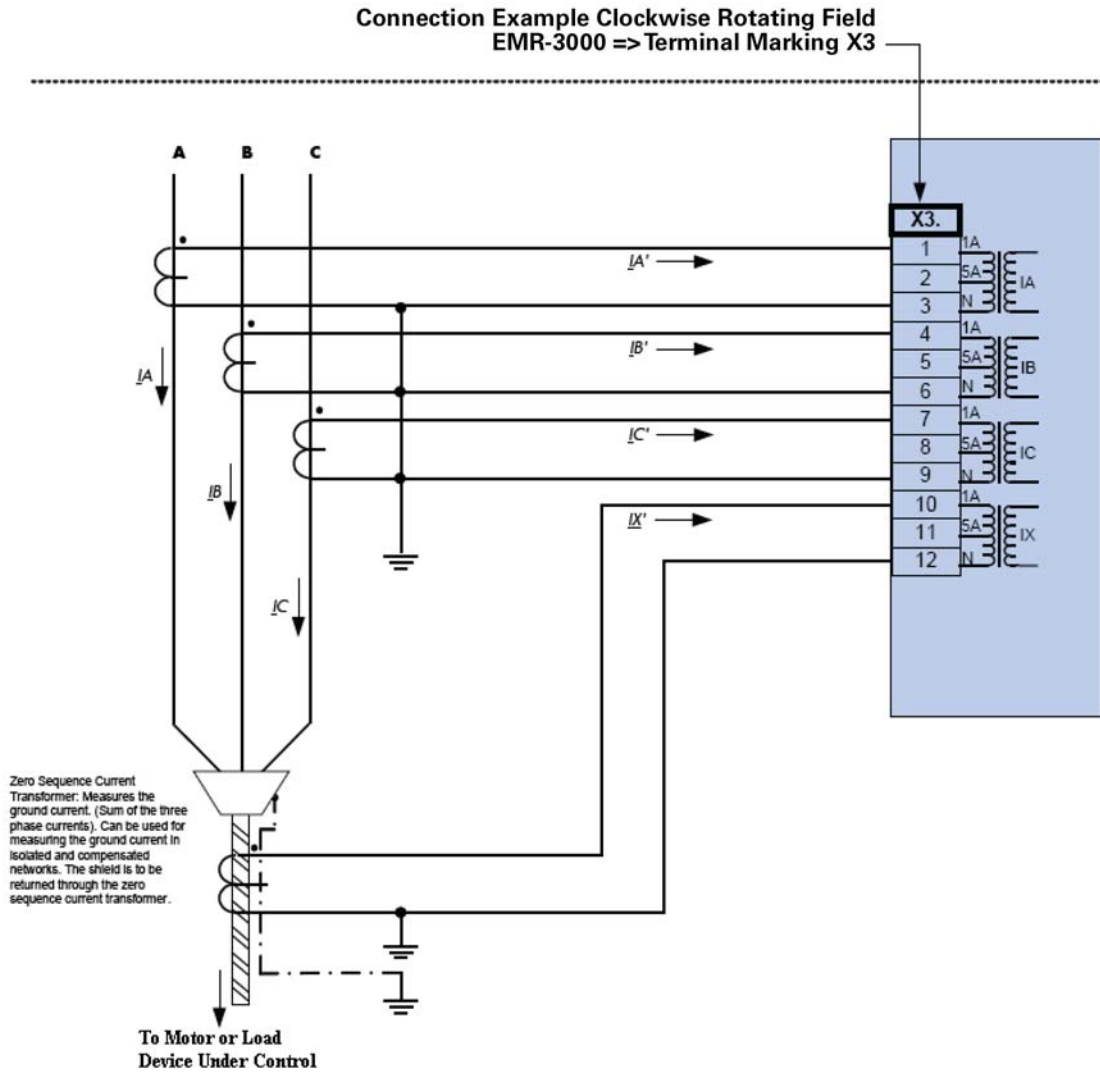 Connection Example Clockwise Rotating Field
EMR-3000 => Terminal Marking X3
A B C
X3.
1 1A
2 5A IA
3 N
4 1A
5 5A IB
6 N
7 1A
8 5A IC
9 N
10 1A
11 5A IX
12 N
IA'
IB'
IC'
IX'
IA
IB
IC
Zero Sequence Current
Transformer: Measures the
ground current. (Sum of the three
phase currents). Can be used for
measuring the ground current in
isolated and compensated
networks. The shield is to be
returned through the zero
sequence current transformer.
To Motor or Load
Device Under Control